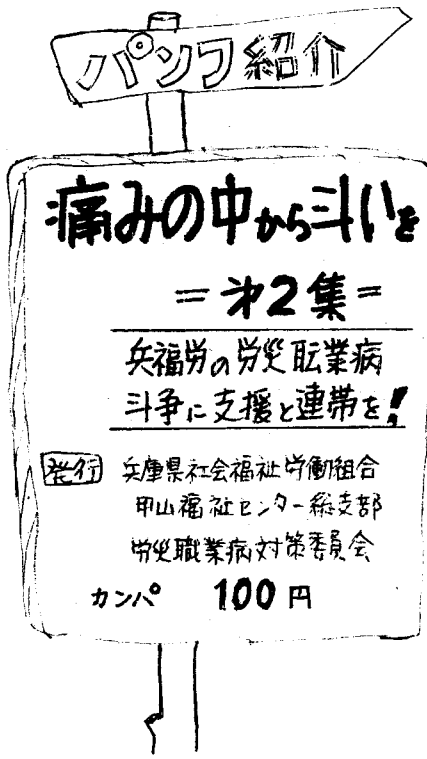 パンフ紹介
痛みの中から斗いを
=才2集=
兵福労の労災転業病
斗争に支援と連帯を!
発行 兵庫県社会福祉労働組合
甲山福祉センター総支部
労災職業病対策委員会
カンパ 100円